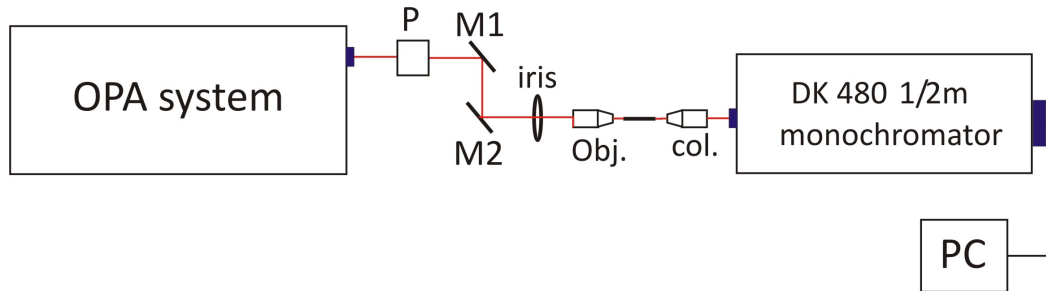 OPA system
P
M1
M2
iris
Obj.
col.
DK 480 1/2m
monochromator
PC